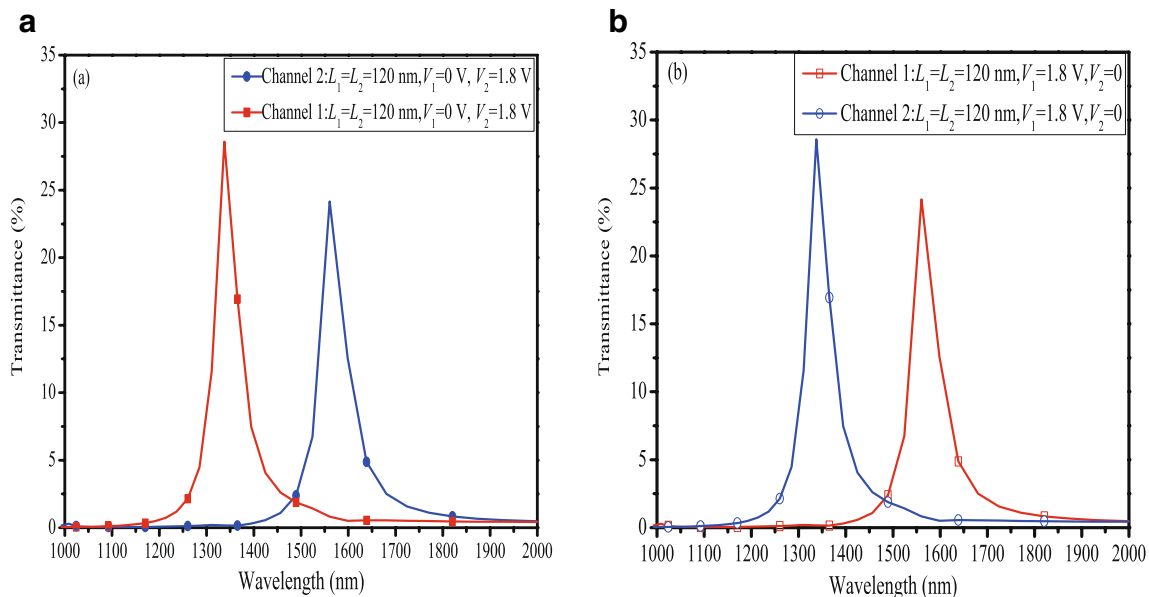 a
(a)
Channel 2:L1=L2=120 nm,V1=0 V, V2=1.8 V
Channel 1:L1=L2=120 nm,V1=0 V, V2=1.8 V
35
30
25
20
15
10
5
0
Transmittance (%)
1000 1100 1200 1300 1400 1500 1600 1700 1800 1900 2000
Wavelength (nm)
b
(b)
Channel 1:L1=L2=120 nm,V1=1.8 V,V2=0
Channel 2:L1=L2=120 nm,V1=1.8 V,V2=0
35
30
25
20
15
10
5
0
Transmittance (%)
1000 1100 1200 1300 1400 1500 1600 1700 1800 1900 2000
Wavelength (nm)